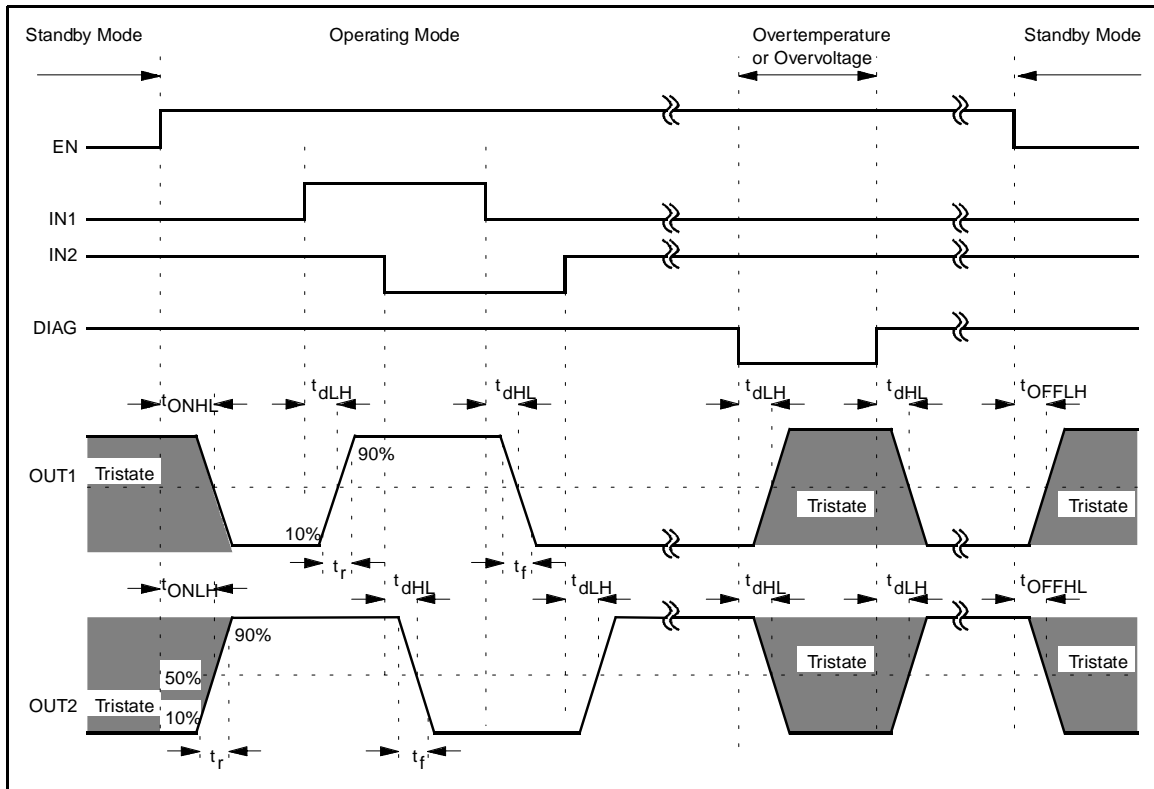 Standby Mode
Operating Mode
Overtemperature
or Overvoltage
Standby Mode
EN
IN1
IN2
DIAG
tONHL
tdLH
tdHL
tdLH
tdHL
tOFFLH
OUT1
Tristate
90%
10%
Tristate
Tristate
tr
tf
tONLH
tdHL
tdLH
tdHL
tdLH
tOFFHL
OUT2
90%
50%
Tristate
10%
Tristate
Tristate
tr
tf